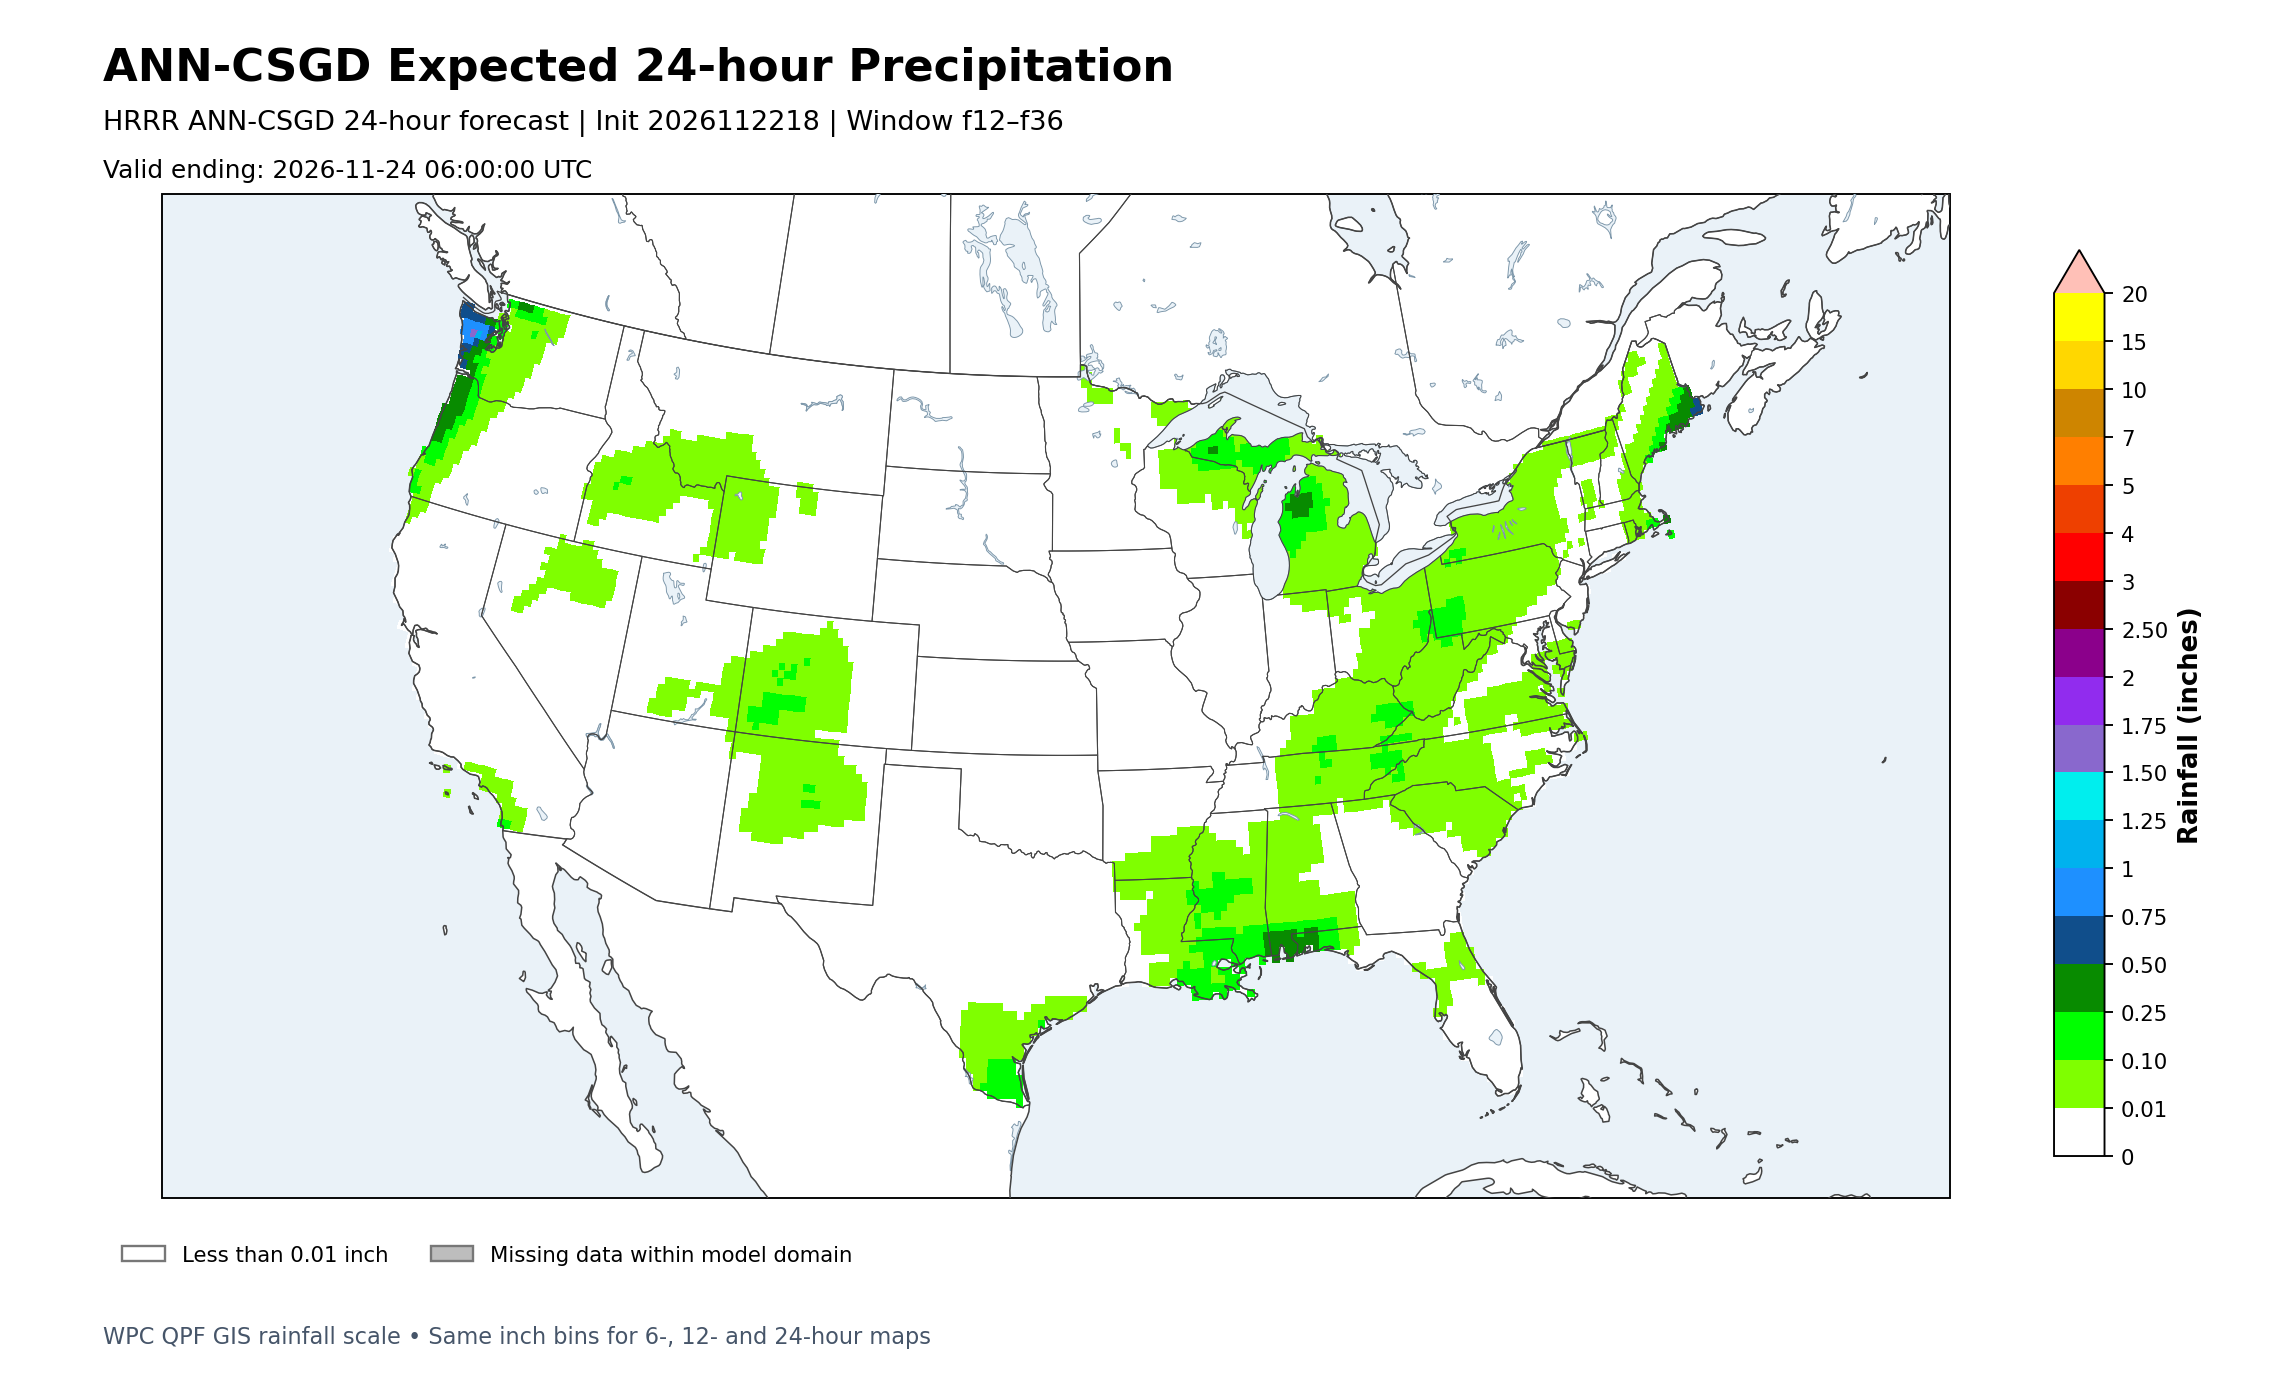 ANN-CSGD Expected 24-hour Precipitation
HRRR ANN-CSGD 24-hour forecast | Init 2026112218 | Window f12–f36
Valid ending: 2026-11-24 06:00:00 UTC
20
15
10
7
5
4
3
2.50
2
1.75
1.50
1.25
1
0.75
0.50
0.25
0.10
0.01
0
Rainfall (inches)
Less than 0.01 inch
Missing data within model domain
WPC QPF GIS rainfall scale • Same inch bins for 6-, 12- and 24-hour maps